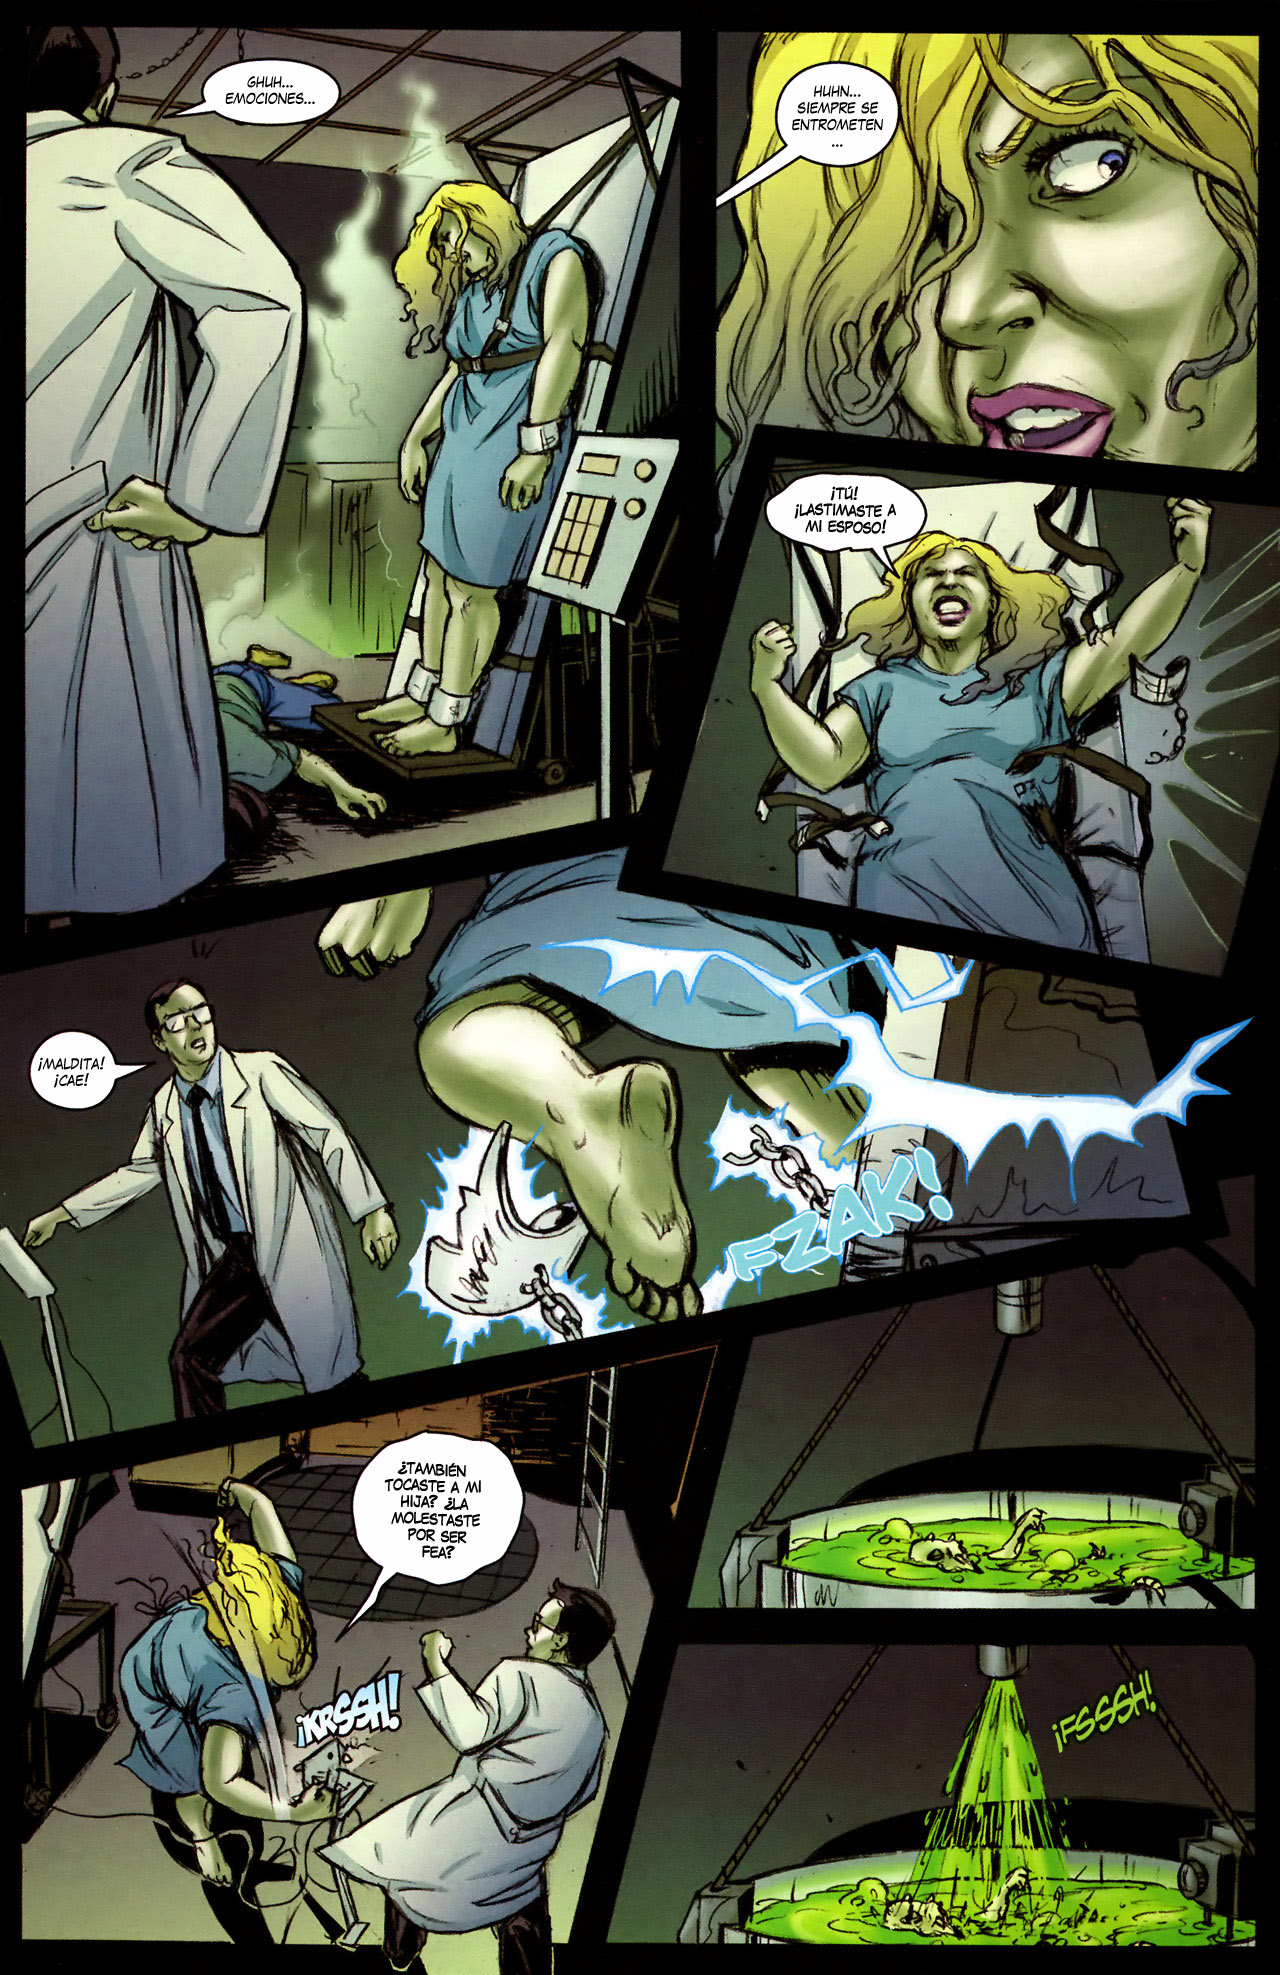 GHUH...
EMOCIONES...
HUHN...
SIEMPRE SE
ENTROMETEN
...
¡TÚ!
¡LASTIMASTE A
MI ESPOSO!
¡MALDITA!
¡CAE!
FZAK!
¿TAMBIÉN
TOCASTE A MI
HIJA? ¿LA
MOLESTASTE
POR SER
FEA?
¡KRSSH!
¡FSSSH!